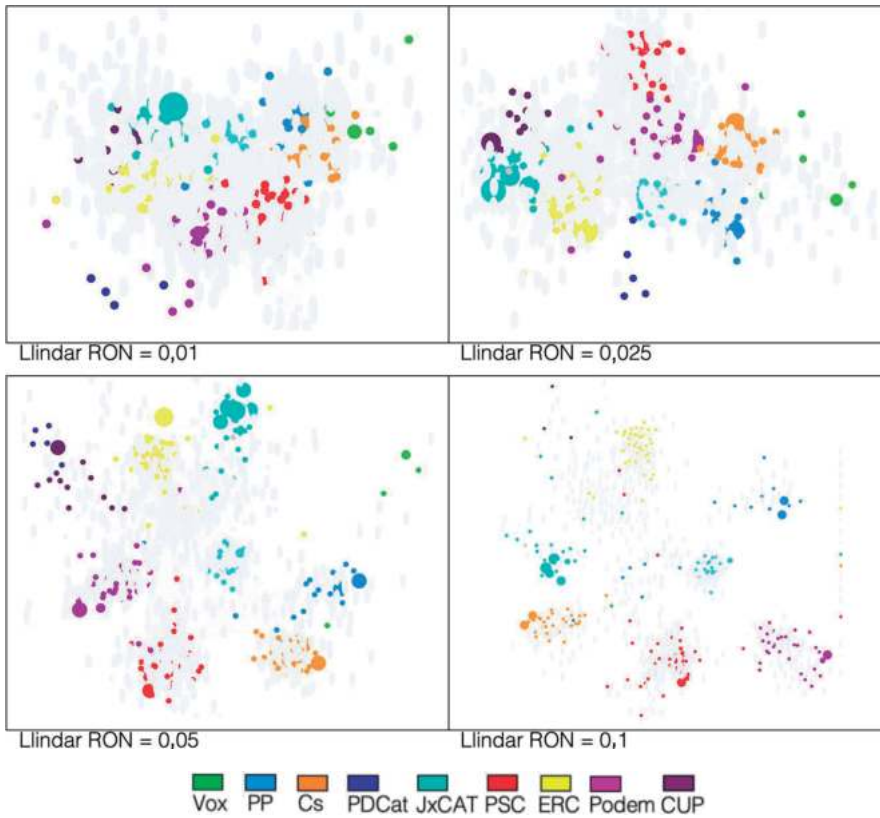 Llindar RON = 0,01
Llindar RON = 0,025
Llindar RON = 0,05
Llindar RON = 0,1
Vox PP Cs PDCat JxCAT PSC ERC Podem CUP